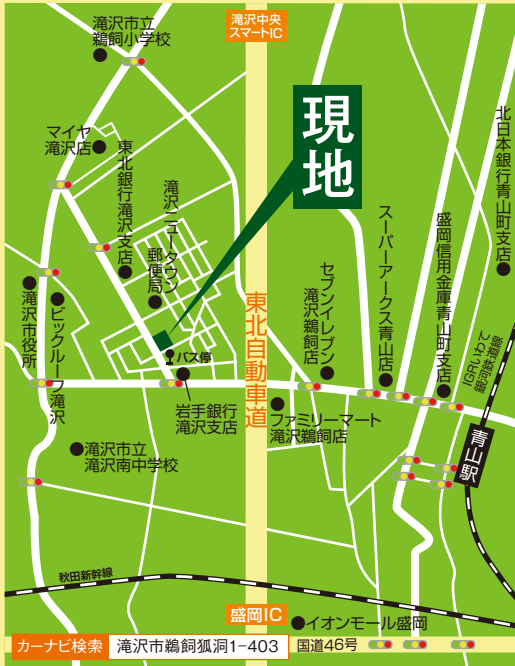 滝沢市立
鵜飼小学校
滝沢中央
スマートIC
現地
北日本銀行青山町支店
マイヤ
滝沢店
東北銀行滝沢支店
滝沢ニュータウン
郵便局
スーパーアークス青山店
盛岡信用金庫青山町支店
セブンイレブン
滝沢鵜飼店
東北自動車道
IGRいわて
銀河鉄道線
滝沢市役所
ビックルーフ滝沢
バス停
岩手銀行
滝沢支店
ファミリーマート
滝沢鵜飼店
青山駅
滝沢市立
滝沢南中学校
秋田新幹線
盛岡IC
イオンモール盛岡
カーナビ検索 滝沢市鵜飼狐洞1-403
国道46号